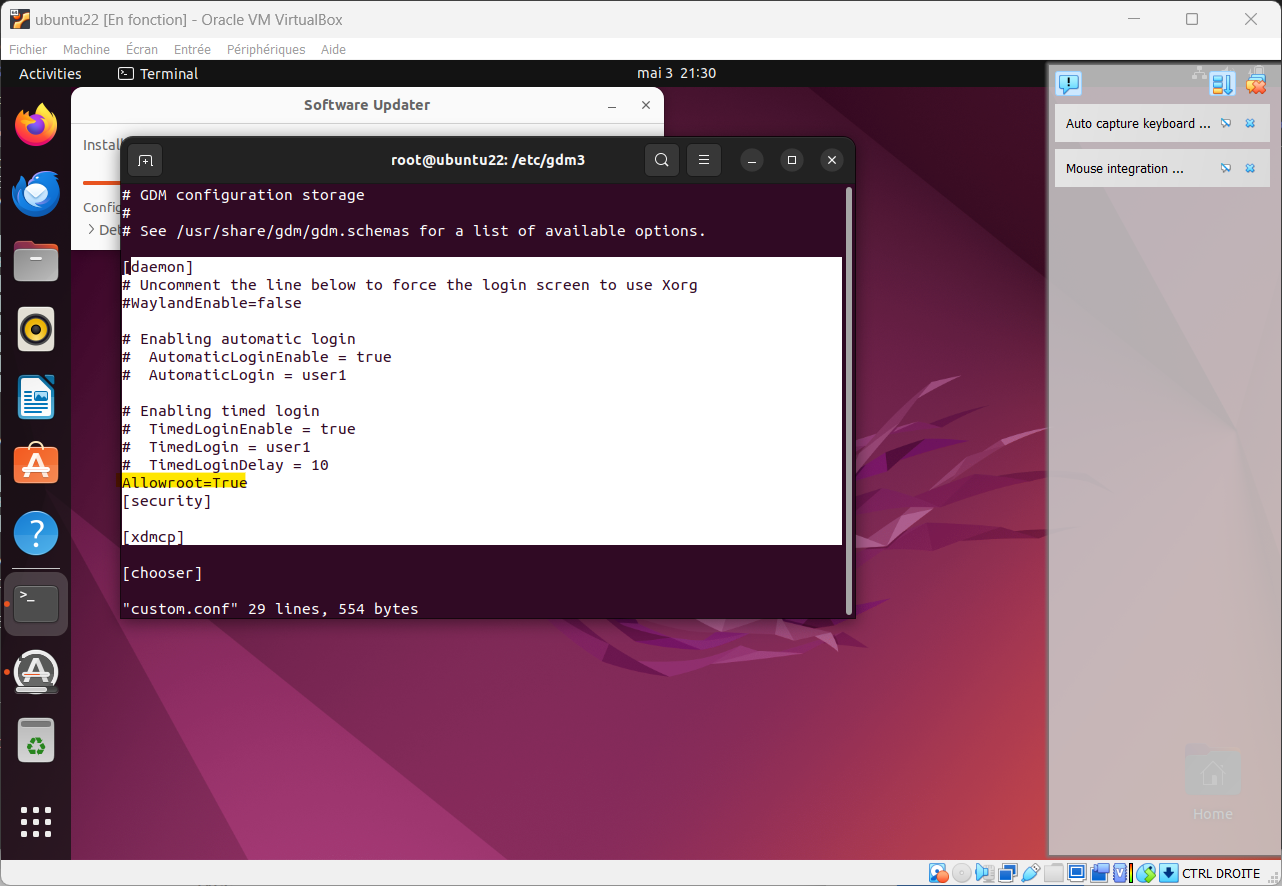 ubuntu22 [En fonction] - Oracle VM VirtualBox
Fichier Machine Écran Entrée Périphériques Aide
Activities Terminal mai 3 21:30
Software Updater
Install
Config
De
root@ubuntu22: /etc/gdm3
# GDM configuration storage
#
# See /usr/share/gdm/gdm.schemas for a list of available options.
[daemon]
# Uncomment the line below to force the login screen to use Xorg
#WaylandEnable=false
# Enabling automatic login
#  AutomaticLoginEnable = true
#  AutomaticLogin = user1
# Enabling timed login
#  TimedLoginEnable = true
#  TimedLogin = user1
#  TimedLoginDelay = 10
Allowroot=True
[security]
[xdmcp]
[chooser]
"custom.conf" 29 lines, 554 bytes
Auto capture keyboard ...
Mouse integration ...
Home
CTRL DROITE